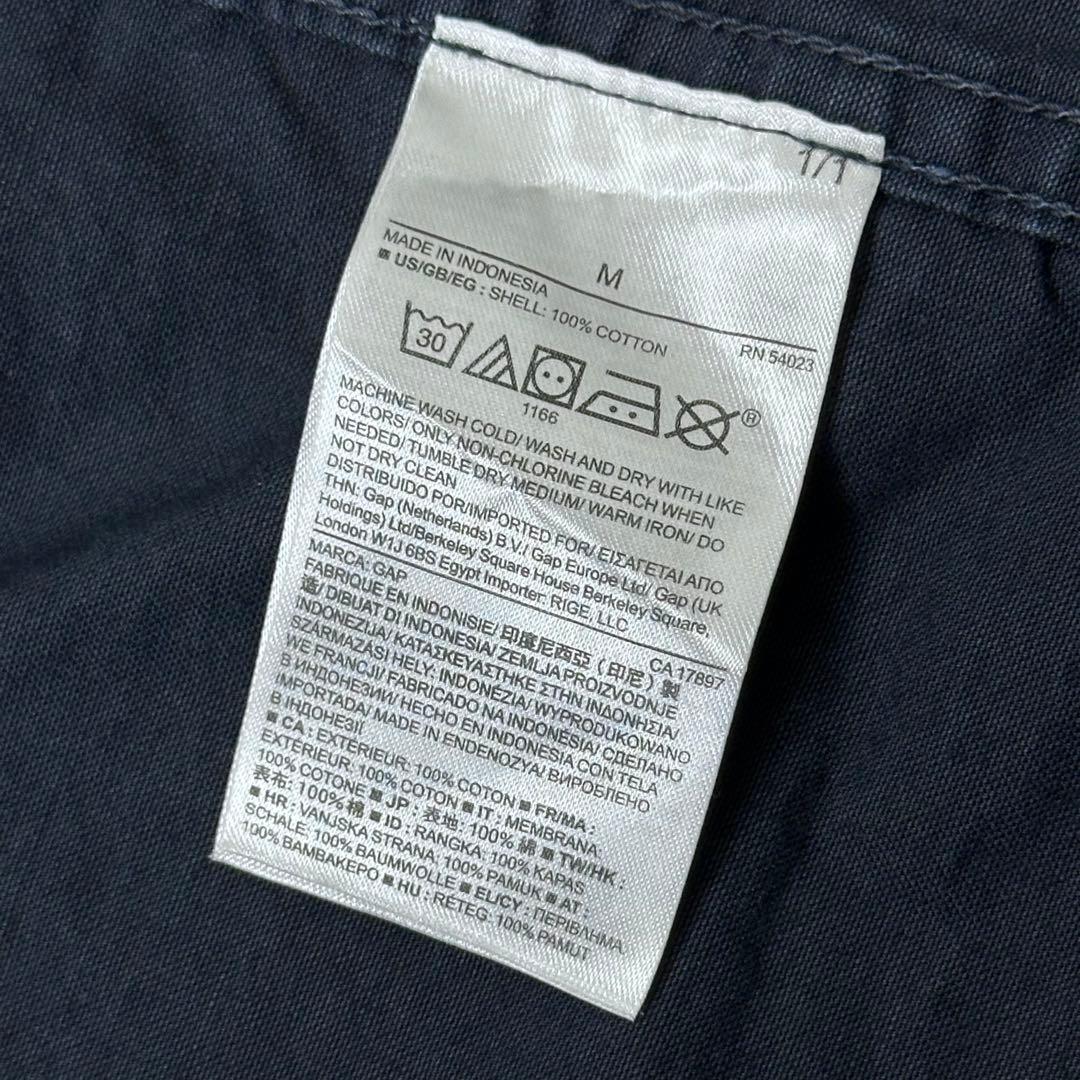 1/1
M
MADE IN INDONESIA
RN 54023
■ US/GB/EG : SHELL: 100% COTTON
30
®
1166
MACHINE WASH COLD/ WASH AND DRY WITH LIKE
COLORS/ ONLY NON-CHLORINE BLEACH WHEN
NEEDED/ TUMBLE DRY MEDIUM/ WARM IRON/ DO
NOT DRY CLEAN
DISTRIBUIDO POR/IMPORTED FOR/ ΕΙΣΑΓΕΤΑΙ ΑΠΟ
THN: Gap (Netherlands) B.V./ Gap Europe Ltd/ Gap (UK
Holdings) Ltd/Berkeley Square House Berkeley Square,
London W1J 6BS Egypt Importer: RIGE, LLC
MARCA: GAP
CA 17897
FABRIQUE EN INDONISIE/ 印度尼西亞 ( 印尼 ) 製
造/ DIBUAT DI INDONESIA/ ZEMLJA PROIZVODNJE
INDONEZIJA/ ΚΑΤΑΣΚΕΥΑΣΤΗΚΕ ΣΤΗΝ ΙΝΔΟΝΗΣΙΑ/
SZÁRMAZÁSI HELY: INDONÉZIA/ WYPRODUKOWANO
WE FRANCJI/ FABRICADO NA INDONÉSIA/ СДЕЛАНО
В ИНДОНЕЗИИ/ HECHO EN INDONESIA CON TELA
IMPORTADA/ MADE IN ENDENOZYA/ ВИРОБЛЕНО
В ІНДОНЕЗІЇ
■ CA : EXTERIEUR: 100% COTON ■ FR/MA :
EXTERIEUR: 100% COTON ■ IT : MEMBRANA,
100% COTONE ■ JP : 表地: 100% 綿 ■ TW/HK :
表布: 100% 棉 ■ ID : RANGKA: 100% KAPAS
■ HR : VANJSKA STRANA: 100% PAMUK ■ AT :
SCHALE: 100% BAUMWOLLE ■ EL/CY : ΠΕΡΙΒΛΗΜΑ
100% ΒΑΜΒΑΚΕΡΟ ■ HU : RÉTEG: 100% PAMUT